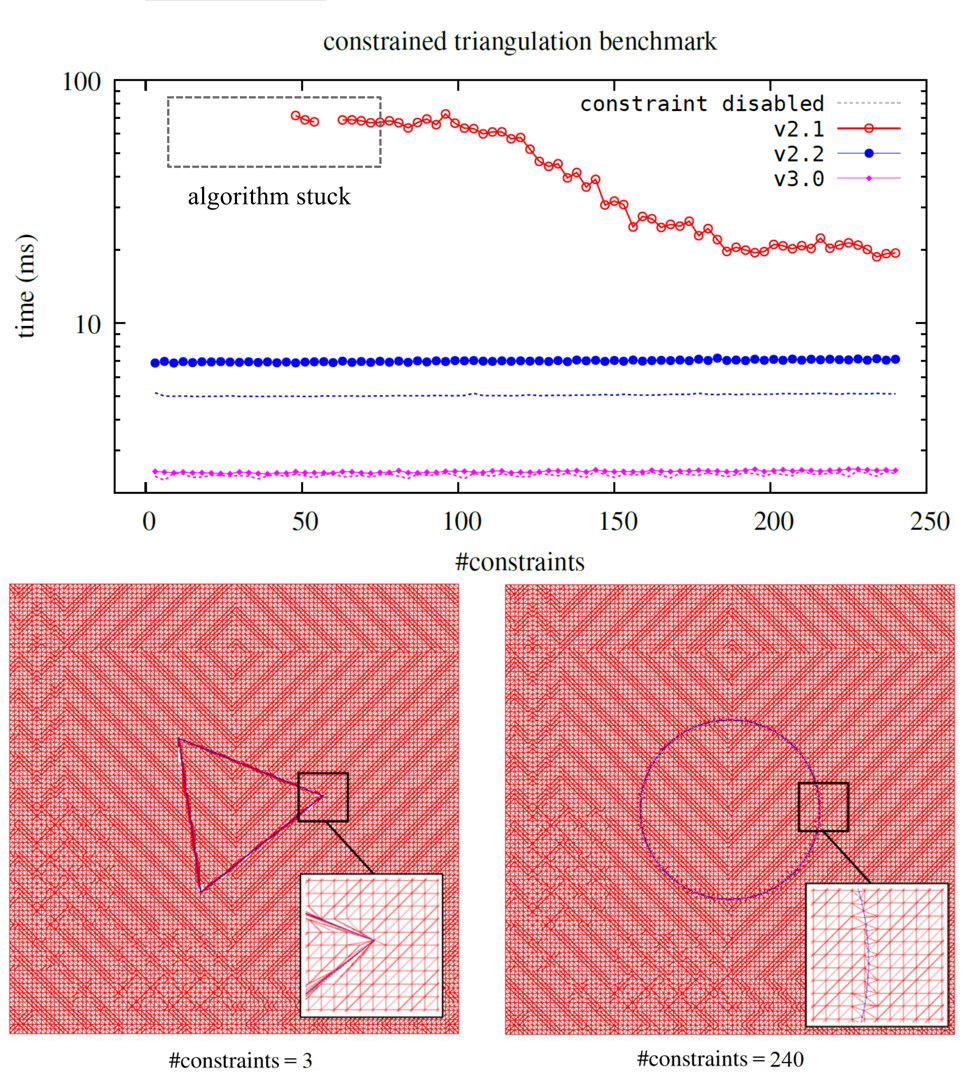 constrained triangulation benchmark
100
10
time (ms)
constraint disabled
v2.1
v2.2
v3.0
algorithm stuck
0 50 100 150 200 250
#constraints
#constraints = 3
#constraints = 240